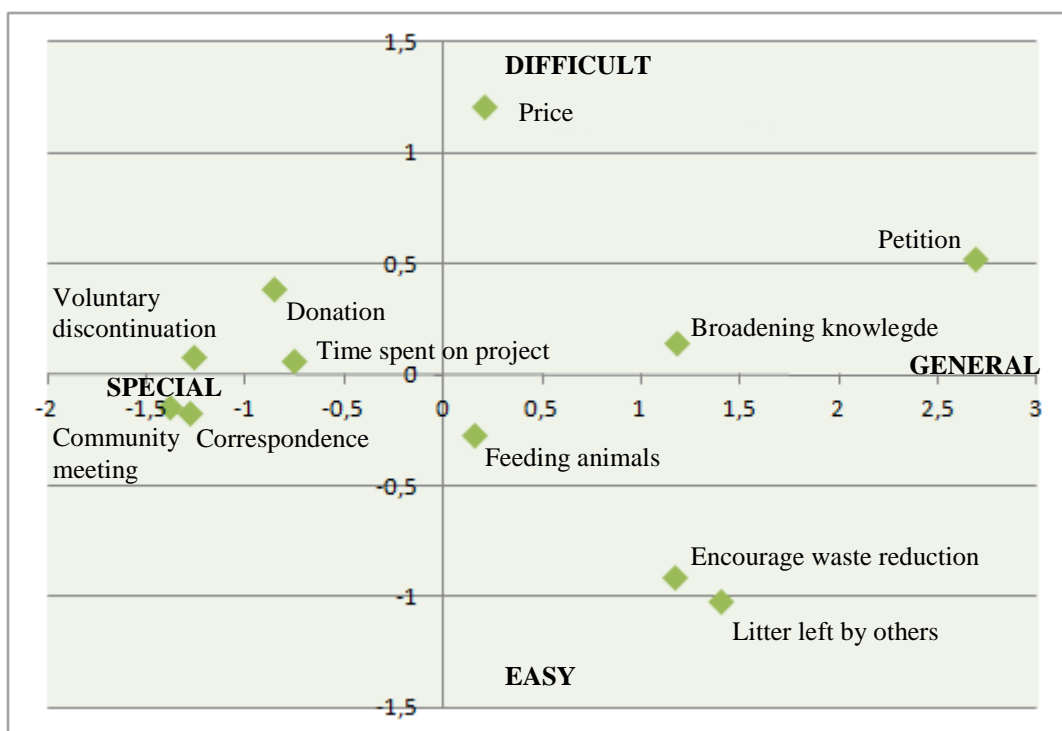 1,5
DIFFICULT
Price
1
Petition
0,5
Voluntary
discontinuation
Donation
Broadening knowlegde
Time spent on project
GENERAL
0
SPECIAL
-2 -1,5 -1 -0,5 0 0,5 1 1,5 2 2,5 3
Community
meeting
Correspondence
Feeding animals
-0,5
Encourage waste reduction
-1
Litter left by others
EASY
-1,5